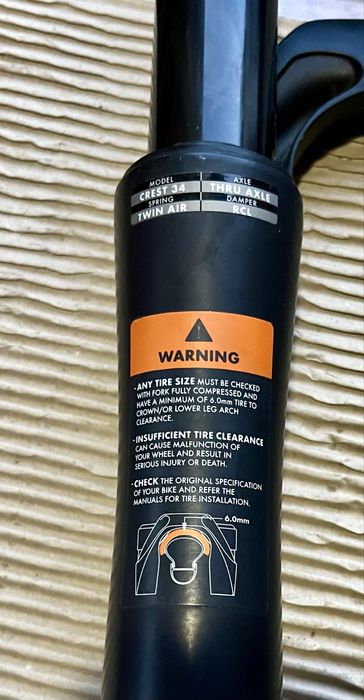 MODEL AXLE
CREST 34 THRU AXLE
SPRING DAMPER
TWIN AIR RCL
WARNING
-ANY TIRE SIZE MUST BE CHECKED
WITH FORK FULLY COMPRESSED AND
HAVE A MINIMUM OF 6.0mm TIRE TO
CROWN/OR LOWER LEG ARCH
CLEARANCE.
-INSUFFICIENT TIRE CLEARANCE
CAN CAUSE MALFUNCTION OF
YOUR WHEEL AND RESULT IN
SERIOUS INJURY OR DEATH.
-CHECK THE ORIGINAL SPECIFICATION
OF YOUR BIKE AND REFER THE
MANUALS FOR TIRE INSTALLATION.
6.0mm